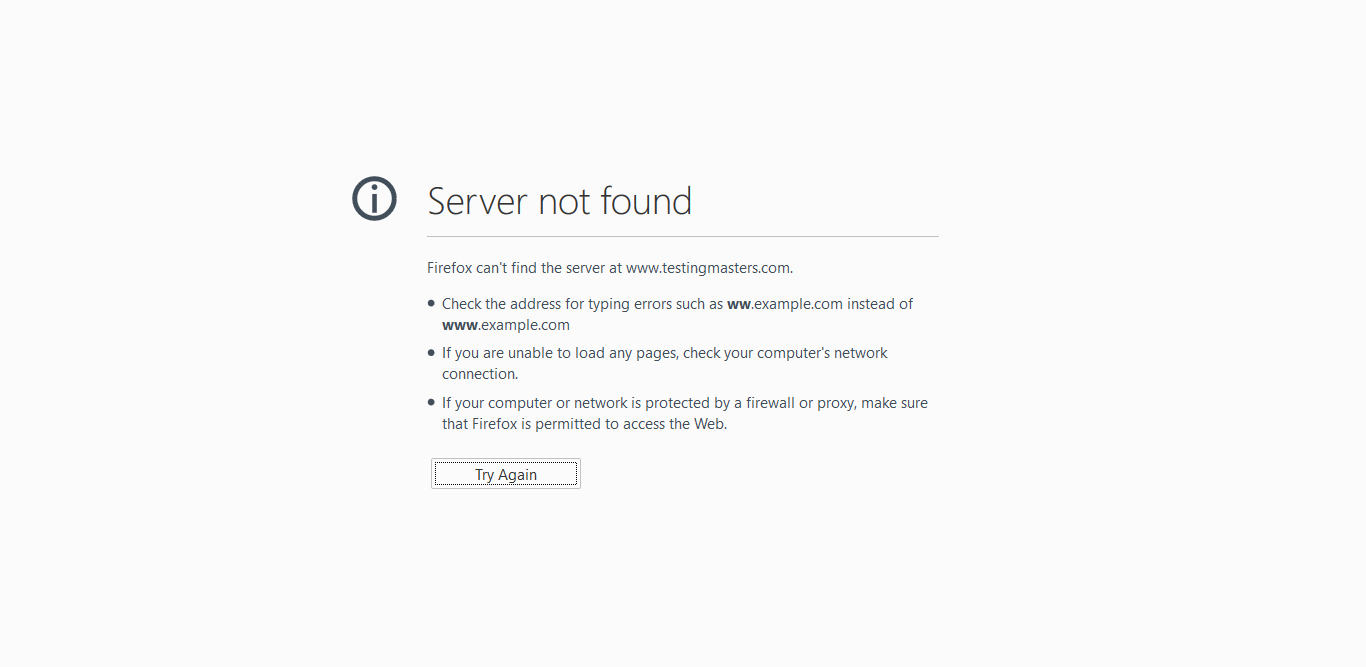 Server not found
Firefox can't find the server at www.testingmasters.com.
• Check the address for typing errors such as ww.example.com instead of
www.example.com
• If you are unable to load any pages, check your computer's network
connection.
• If your computer or network is protected by a firewall or proxy, make sure
that Firefox is permitted to access the Web.
Try Again